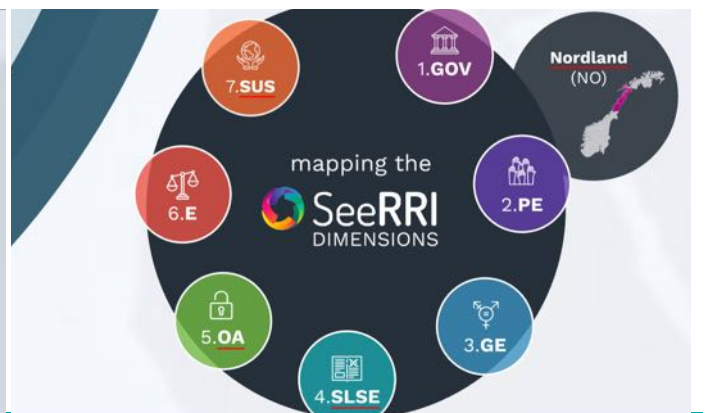 7.SUS
1.GOV
Nordland
(NO)
mapping the
SeeRRI
DIMENSIONS
6.E
2.PE
5.OA
3.GE
4.SLSE